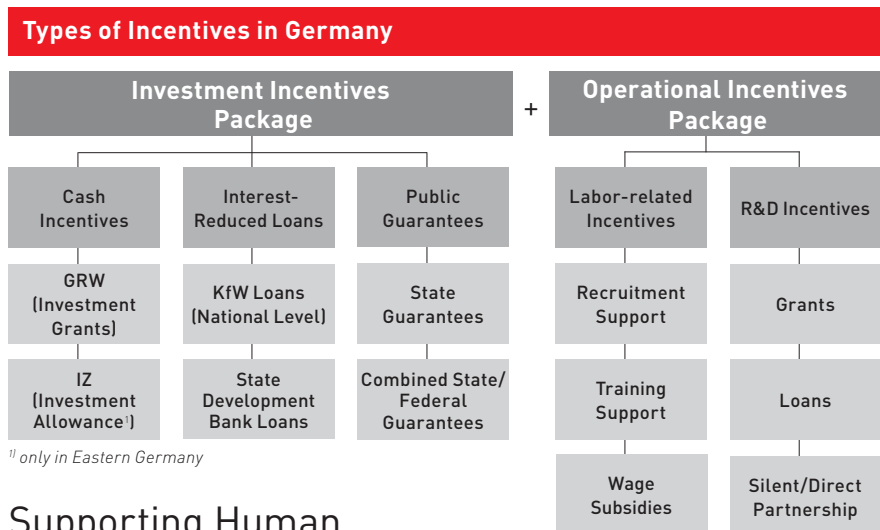 Types of Incentives in Germany
Investment Incentives
Package
+
Operational Incentives
Package
Cash
Incentives
Interest-
Reduced Loans
Public
Guarantees
Labor-related
Incentives
R&D Incentives
GRW
(Investment
Grants)
KfW Loans
(National Level)
State
Guarantees
Recruitment
Support
Grants
IZ
(Investment
Allowance¹⁾)
State
Development
Bank Loans
Combined State/
Federal
Guarantees
Training
Support
Loans
¹⁾ only in Eastern Germany
Wage
Subsidies
Silent/Direct
Partnership
Supporting Human